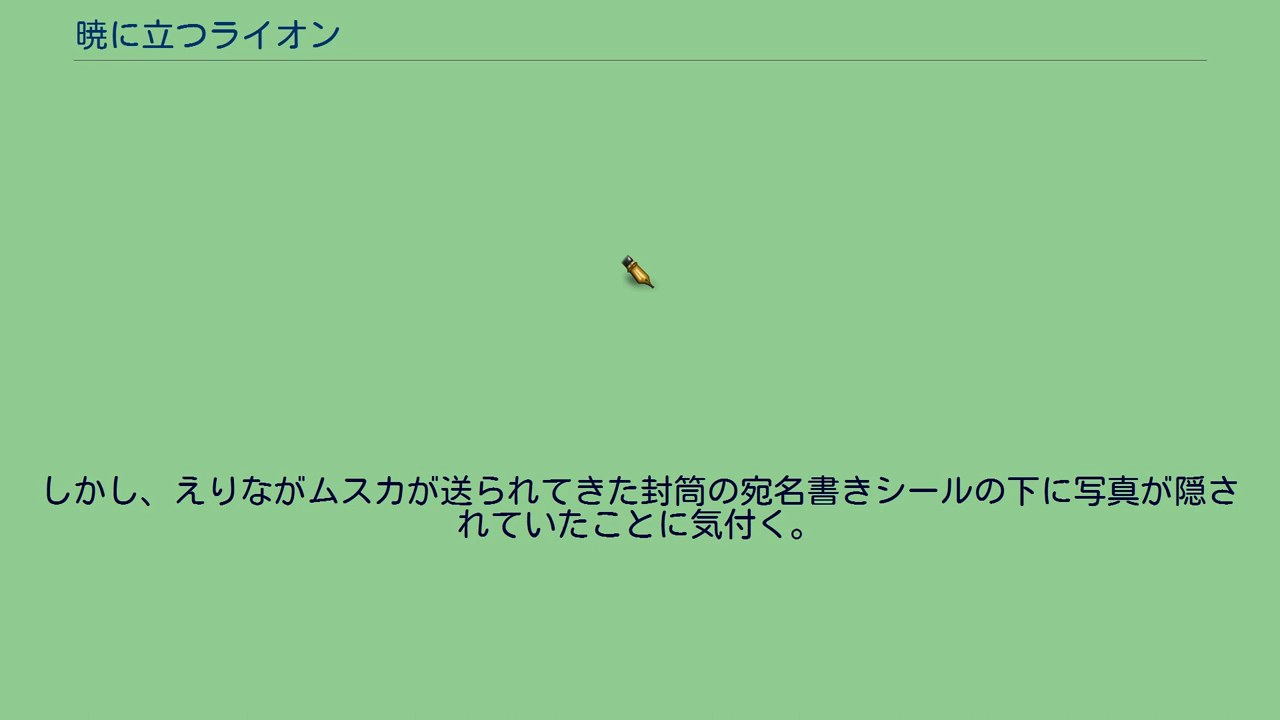 暁に立つライオン
しかし、えりながムスカが送られてきた封筒の宛名書きシールの下に写真が隠さ
れていたことに気付く。